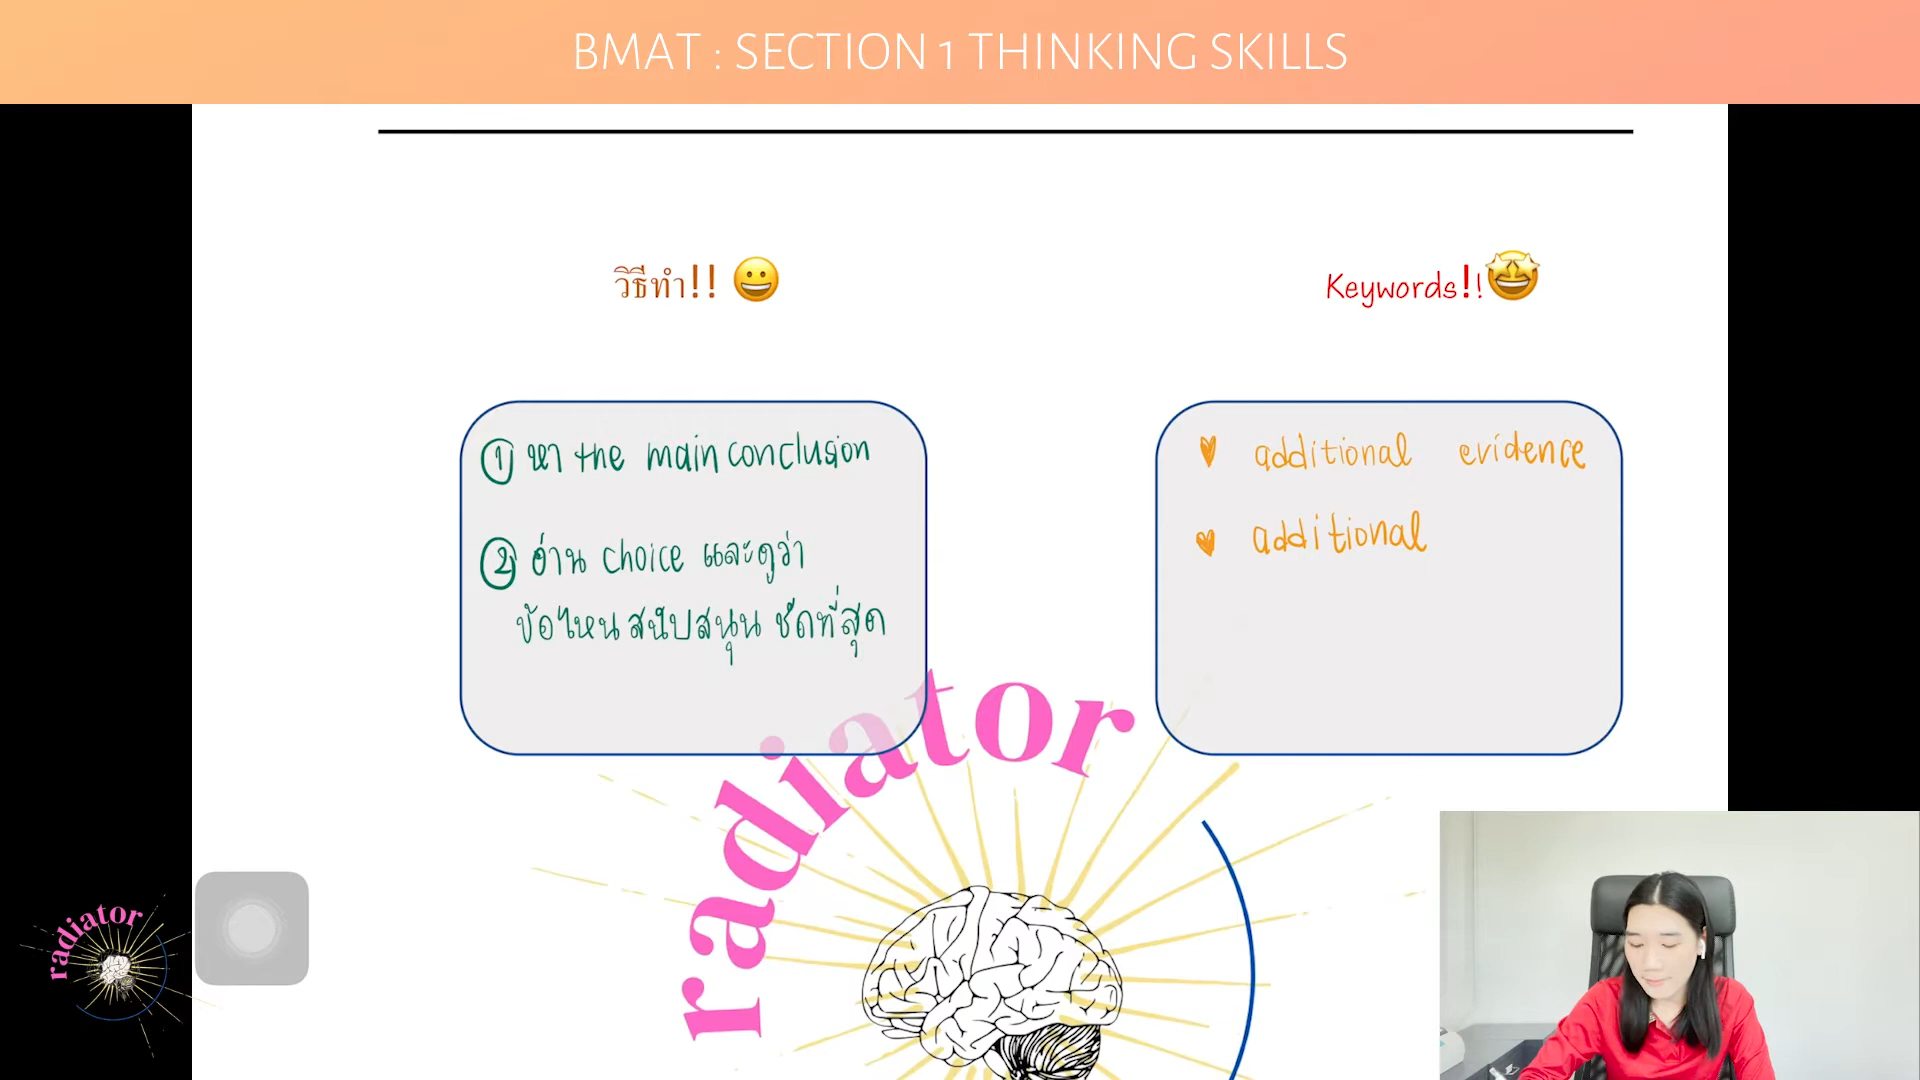 BMAT : SECTION 1 THINKING SKILLS
วิธีทำ!! 😀
Keywords!! 🤩
① หา the main conclusion
② อ่าน choice และดูว่า
ข้อไหนสนับสนุน ชัดที่สุด
♥ additional evidence
♥ additional
radiator
radiator